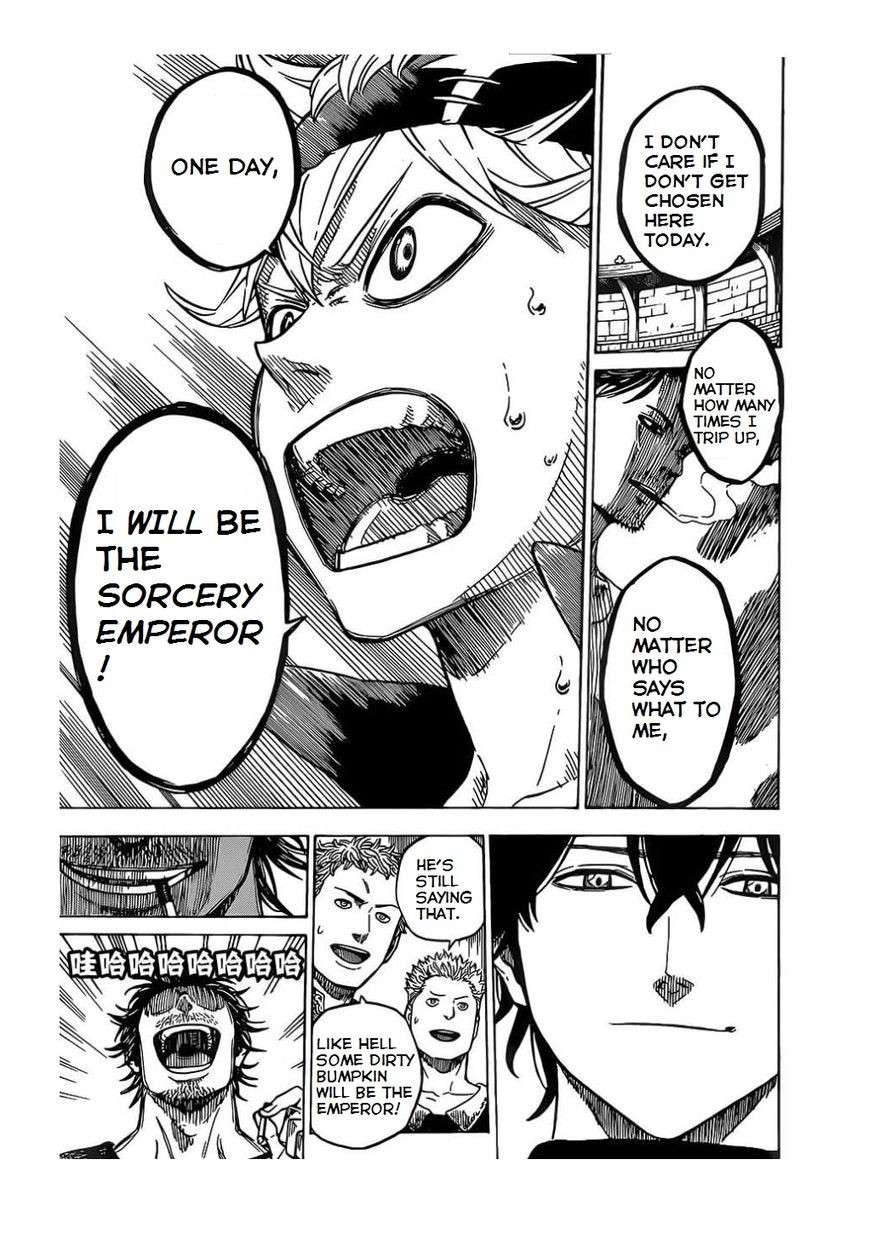 I DON'T
CARE IF I
DON'T GET
CHOSEN
HERE
TODAY.
NO
MATTER
HOW MANY
TIMES I
TRIP UP,
NO
MATTER
WHO
SAYS
WHAT TO
ME,
ONE DAY,
I WILL BE
THE
SORCERY
EMPEROR
!
HE'S
STILL
SAYING
THAT.
LIKE HELL
SOME DIRTY
BUMPKIN
WILL BE THE
EMPEROR!
哇哈哈哈哈哈哈哈